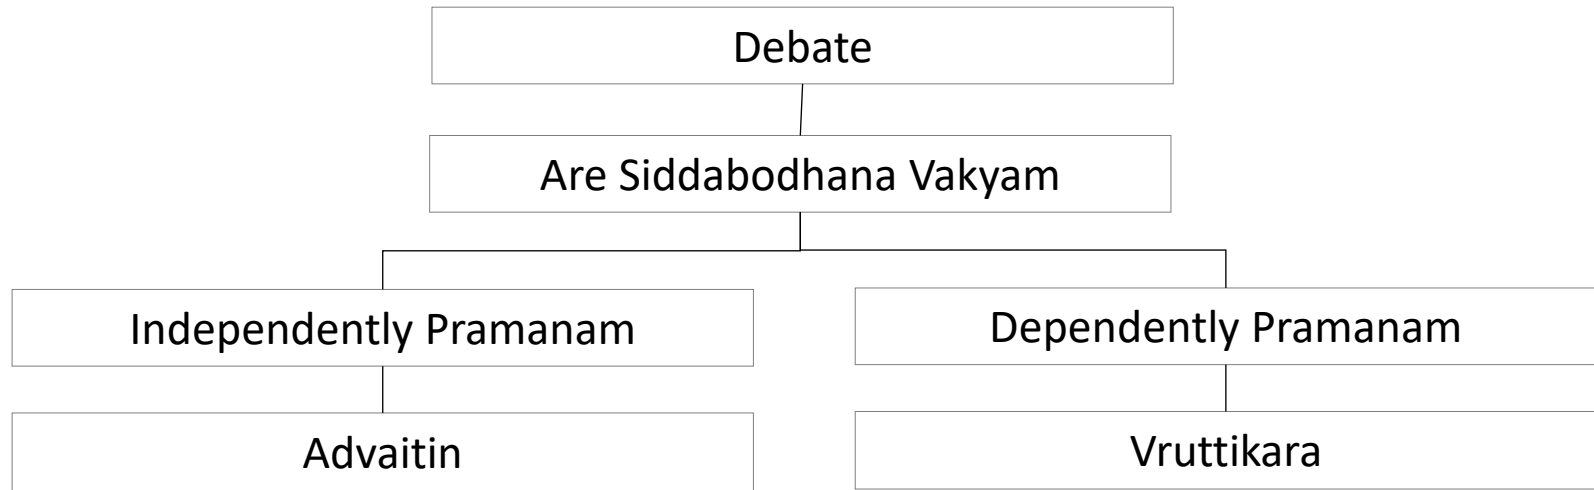 Debate
Are Siddabodhana Vakyam
Independently Pramanam
Dependently Pramanam
Advaitin
Vruttikara